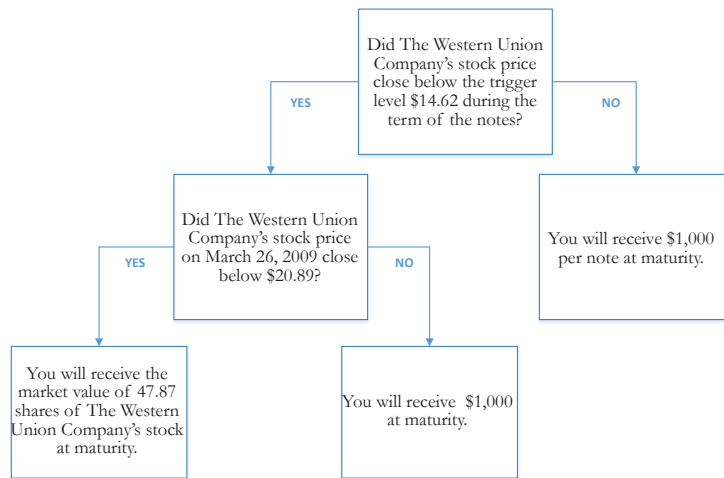 Did The Western Union
Company's stock price
close below the trigger
level $14.62 during the
term of the notes?
YES
NO
Did The Western Union
Company's stock price
on March 26, 2009 close
below $20.89?
You will receive $1,000
per note at maturity.
YES
NO
You will receive the
market value of 47.87
shares of The Western
Union Company's stock
at maturity.
You will receive $1,000
at maturity.